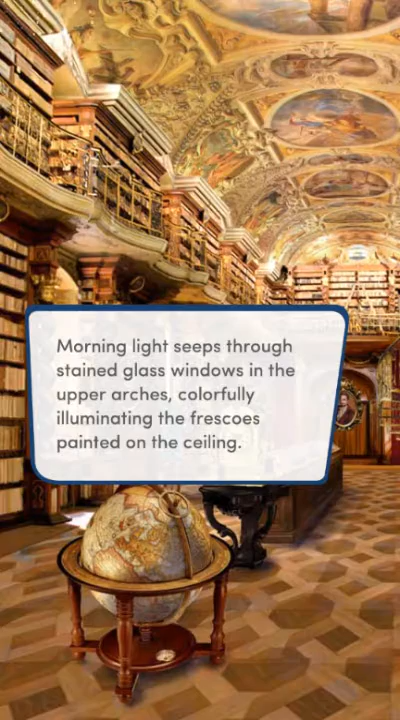 Morning light seeps through
stained glass windows in the
upper arches, colorfully
illuminating the frescoes
painted on the ceiling.